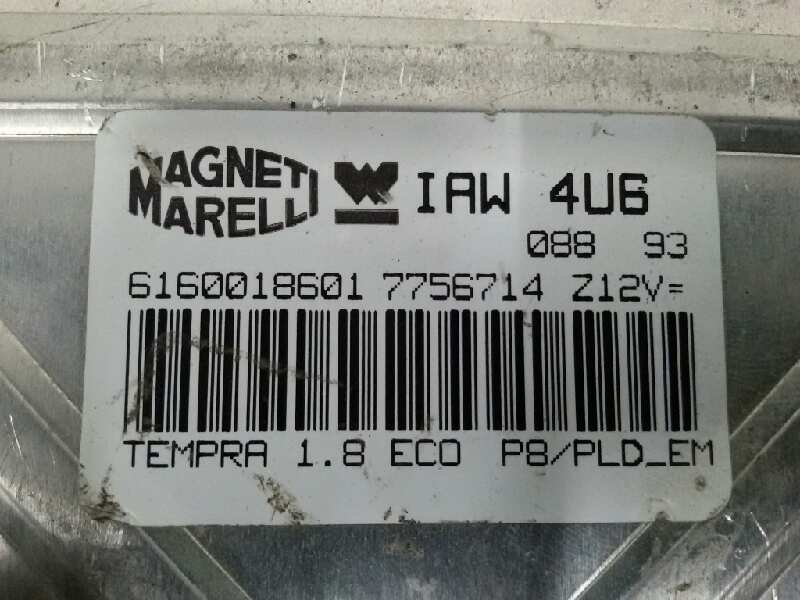 MAGNETI
MARELLI
IAW 4U6
088 93
6160018601 7756714 Z12V=
TEMPRA 1.8 ECO P8/PLD_EM